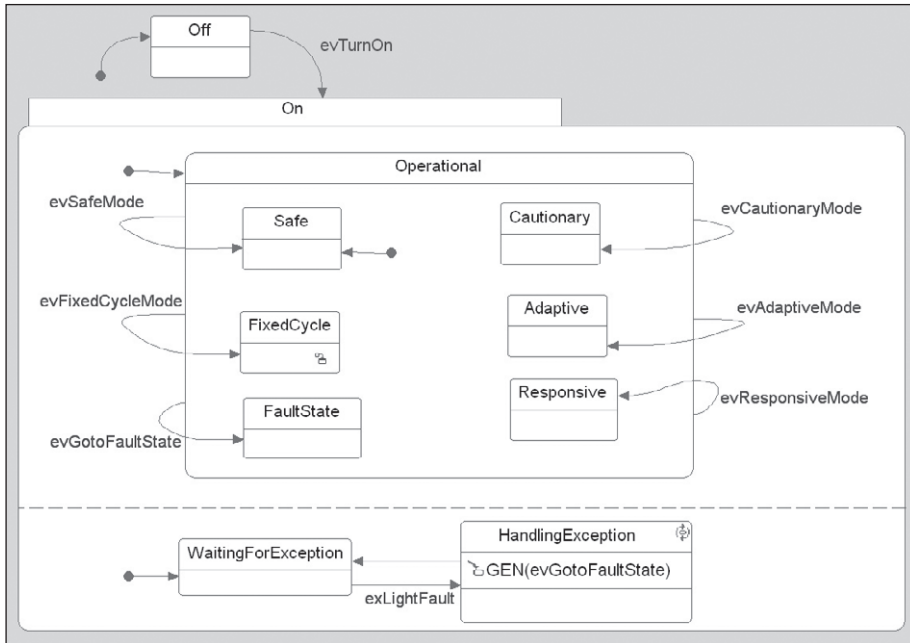 Off
evTurnOn
On
Operational
evSafeMode
Safe
Cautionary
evCautionaryMode
evFixedCycleMode
FixedCycle
Adaptive
evAdaptiveMode
FaultState
Responsive
evResponsiveMode
evGotoFaultState
WaitingForException
exLightFault
HandlingException
GEN(evGotoFaultState)